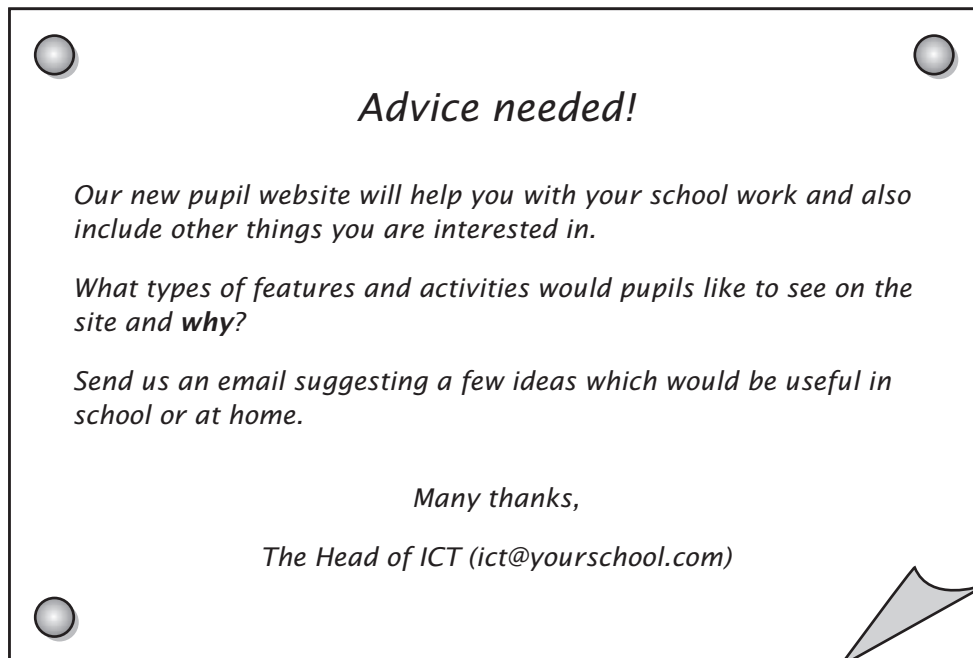 Advice needed!
Our new pupil website will help you with your school work and also
include other things you are interested in.
What types of features and activities would pupils like to see on the
site and why?
Send us an email suggesting a few ideas which would be useful in
school or at home.
Many thanks,
The Head of ICT (ict@yourschool.com)